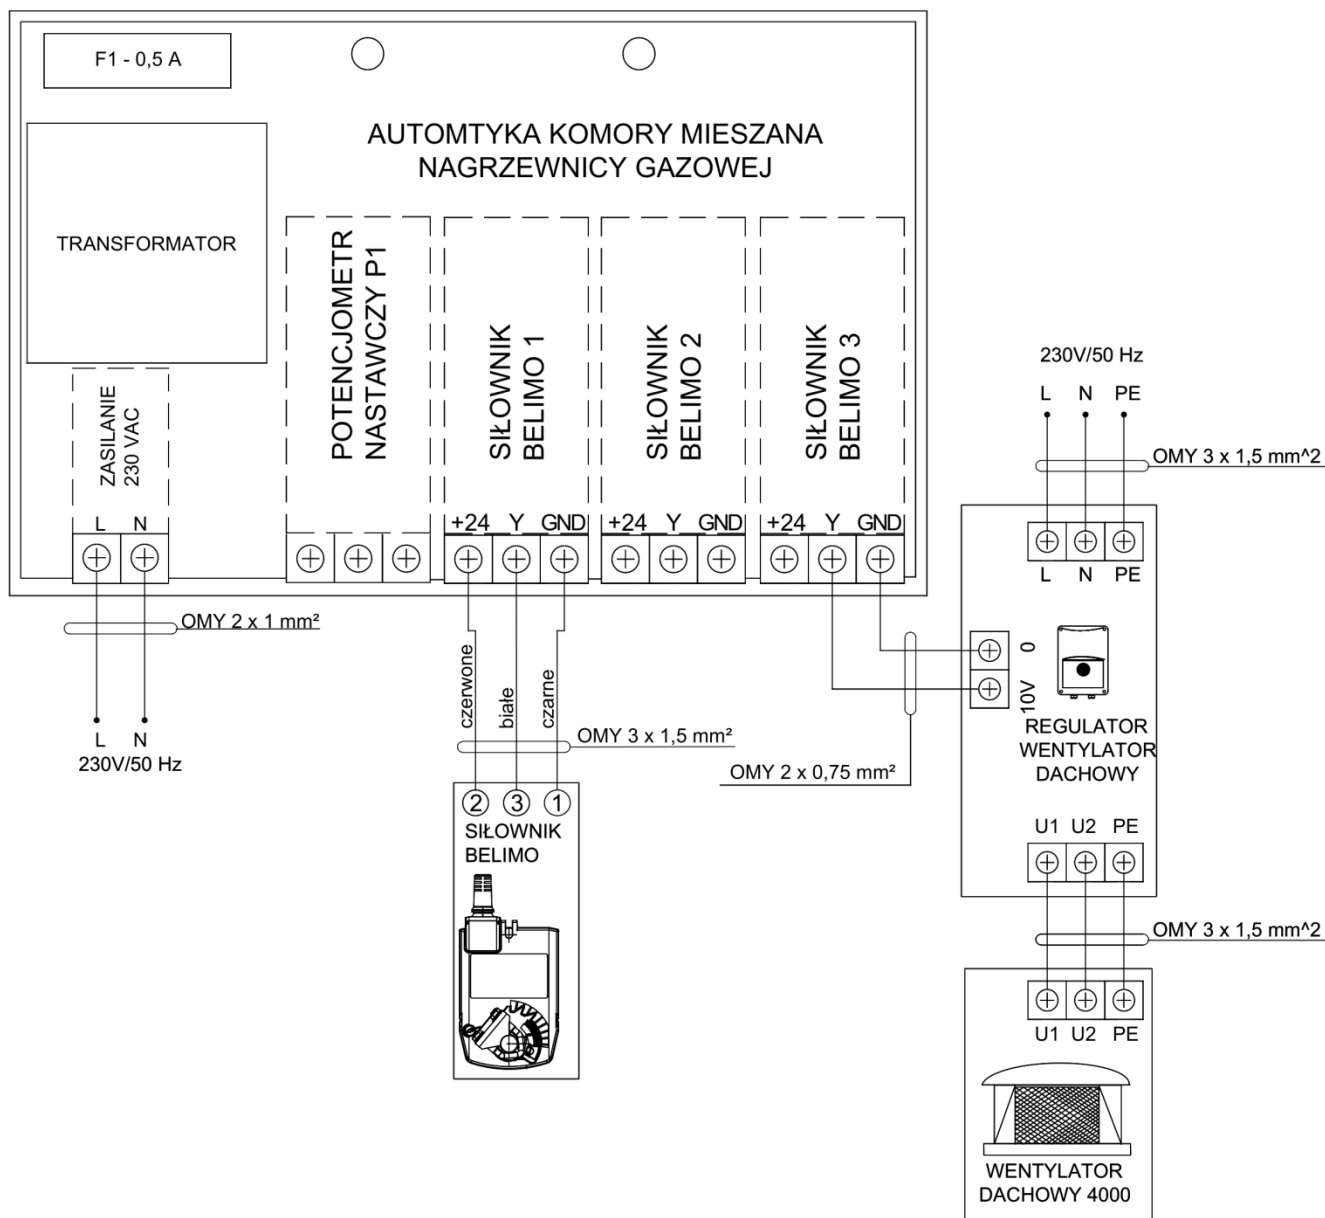 F1 - 0,5 A
AUTOMTYKA KOMORY MIESZANA
NAGRZEWNICY GAZOWEJ
TRANSFORMATOR
ZASILANIE
230 VAC
L N
POTENCJOMETR
NASTAWCZY P1
SIŁOWNIK
BELIMO 1
+24 Y GND
SIŁOWNIK
BELIMO 2
+24 Y GND
SIŁOWNIK
BELIMO 3
+24 Y GND
OMY 2 x 1 mm²
L N
230V/50 Hz
czerwone
białe
czarne
OMY 3 x 1,5 mm²
2 3 1
SIŁOWNIK
BELIMO
OMY 2 x 0,75 mm²
230V/50 Hz
L N PE
OMY 3 x 1,5 mm^2
L N PE
0
10V
REGULATOR
WENTYLATOR
DACHOWY
U1 U2 PE
OMY 3 x 1,5 mm^2
U1 U2 PE
WENTYLATOR
DACHOWY 4000